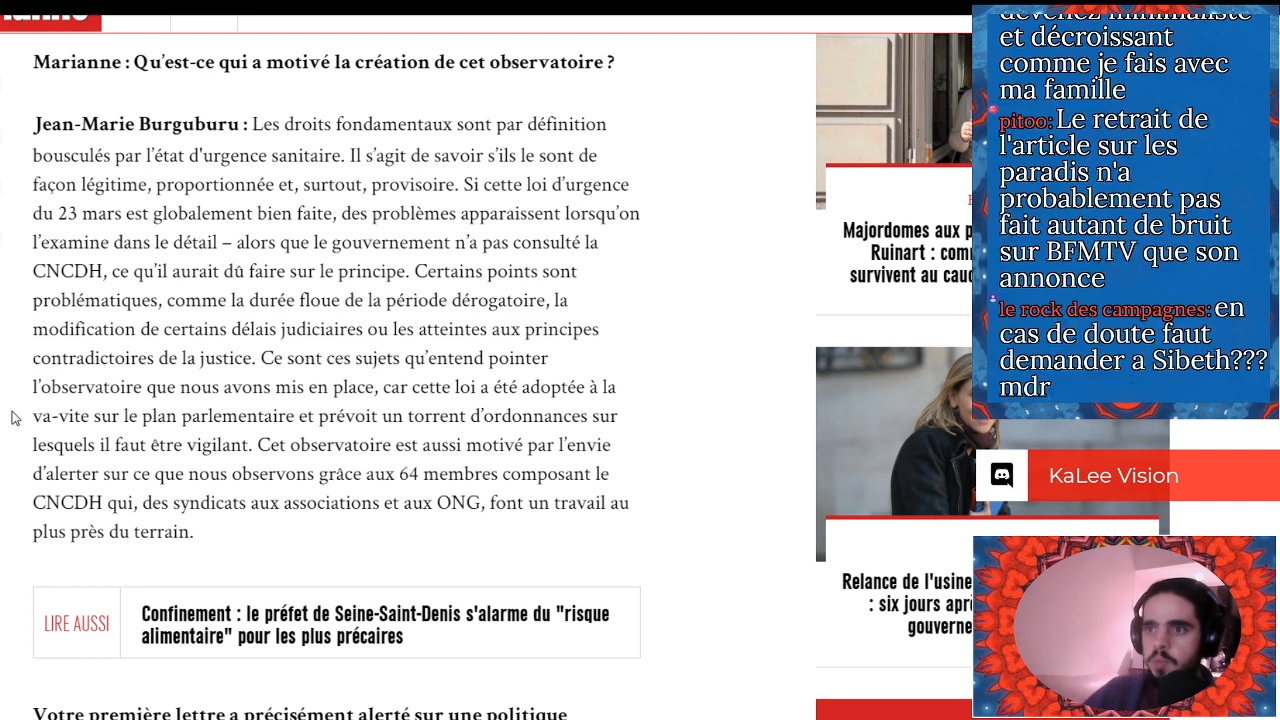 Marianne : Qu'est-ce qui a motivé la création de cet observatoire ?
Jean-Marie Burguburu : Les droits fondamentaux sont par définition
bousculés par l’état d'urgence sanitaire. Il s’agit de savoir s’ils le sont de
façon légitime, proportionnée et, surtout, provisoire. Si cette loi d’urgence
du 23 mars est globalement bien faite, des problèmes apparaissent lorsqu’on
l’examine dans le détail – alors que le gouvernement n’a pas consulté la
CNCDH, ce qu’il aurait dû faire sur le principe. Certains points sont
problématiques, comme la durée floue de la période dérogatoire, la
modification de certains délais judiciaires ou les atteintes aux principes
contradictoires de la justice. Ce sont ces sujets qu’entend pointer
l’observatoire que nous avons mis en place, car cette loi a été adoptée à la
va-vite sur le plan parlementaire et prévoit un torrent d’ordonnances sur
lesquels il faut être vigilant. Cet observatoire est aussi motivé par l’envie
d’alerter sur ce que nous observons grâce aux 64 membres composant le
CNCDH qui, des syndicats aux associations et aux ONG, font un travail au
plus près du terrain.
LIRE AUSSI
Confinement : le préfet de Seine-Saint-Denis s'alarme du "risque
alimentaire" pour les plus précaires
Votre première lettre a précisément alerté sur une politique
Majordomes aux
Ruinart :
survivent au
Relance de l'usine
: six jours
devenez minimaliste
et décroissant
comme je fais avec
ma famille
pitoo: Le retrait de
l'article sur les
paradis n'a
probablement pas
fait autant de bruit
sur BFMTV que son
annonce
le rock des campagnes: en
cas de doute faut
demander a Sibeth???
mdr
KaLee Vision